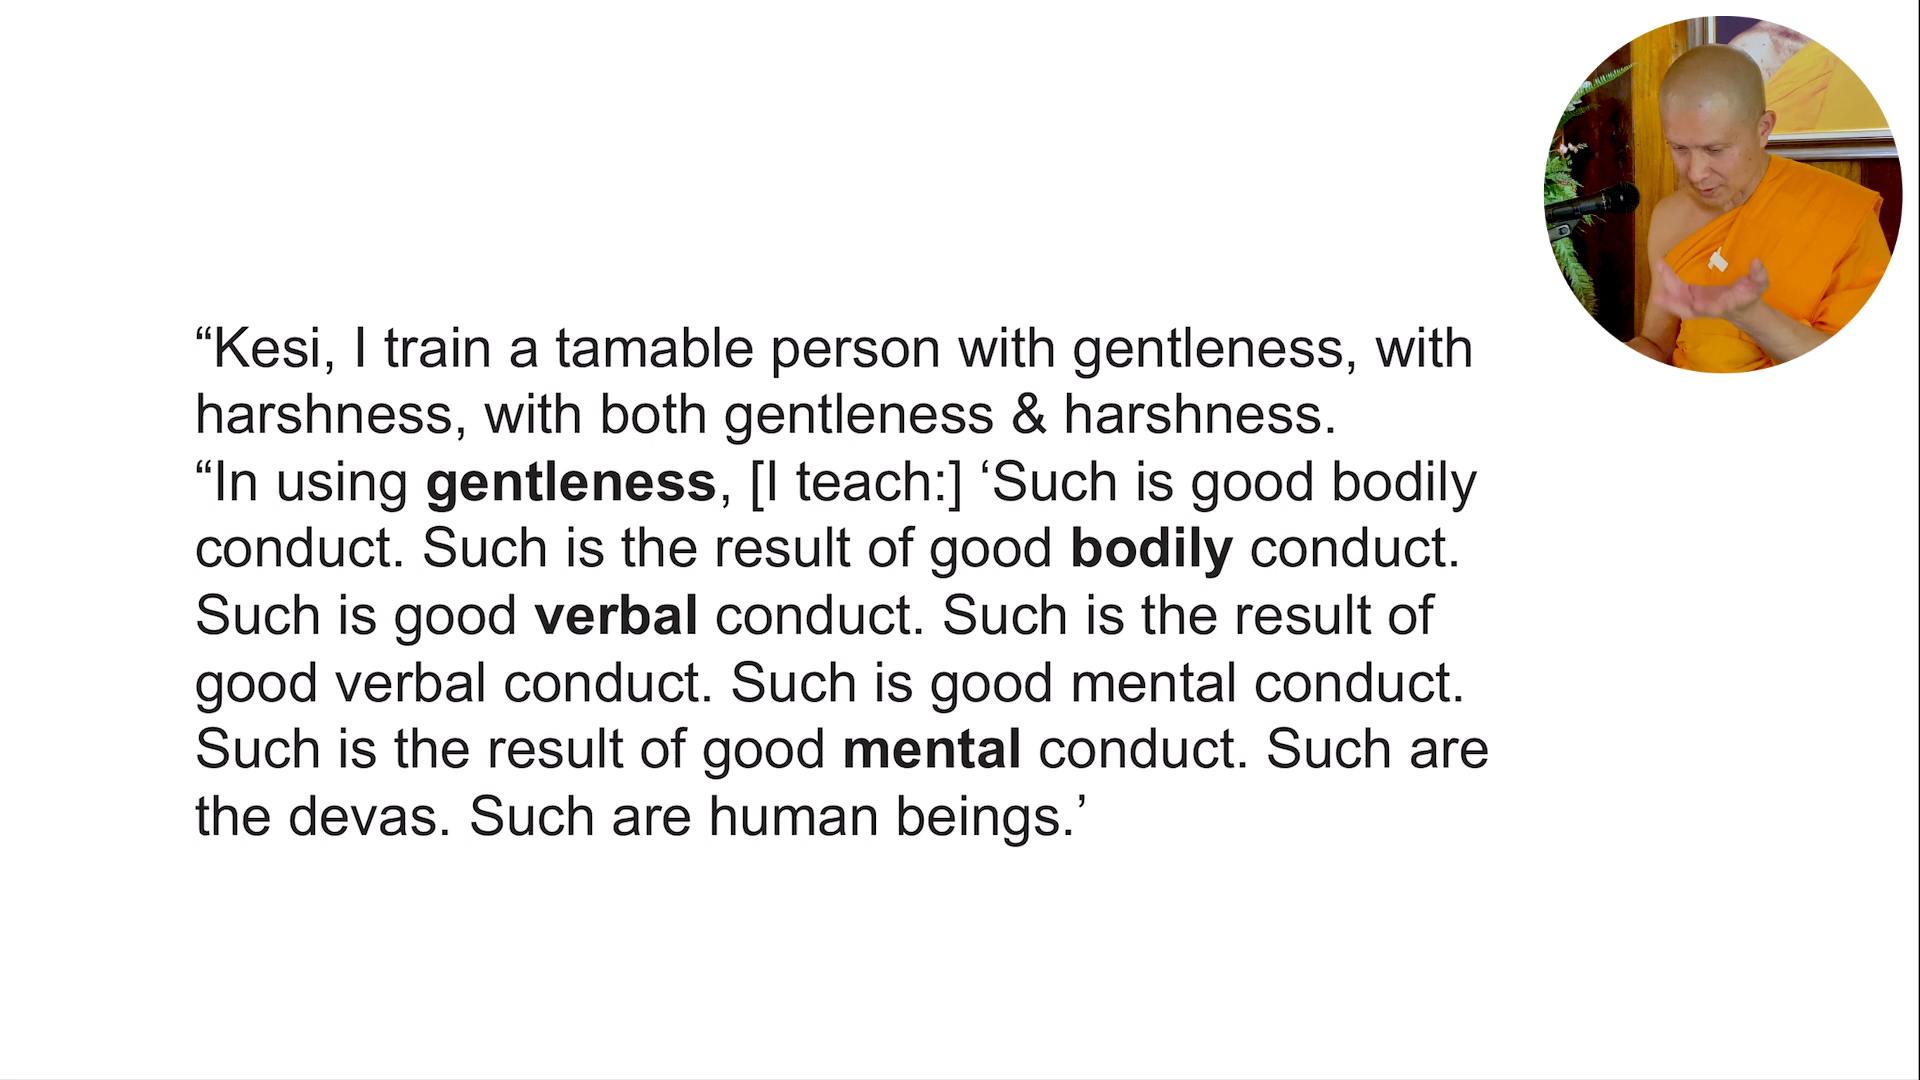 “Kesi, I train a tamable person with gentleness, with
harshness, with both gentleness & harshness.
“In using gentleness, [I teach:] ‘Such is good bodily
conduct. Such is the result of good bodily conduct.
Such is good verbal conduct. Such is the result of
good verbal conduct. Such is good mental conduct.
Such is the result of good mental conduct. Such are
the devas. Such are human beings.’